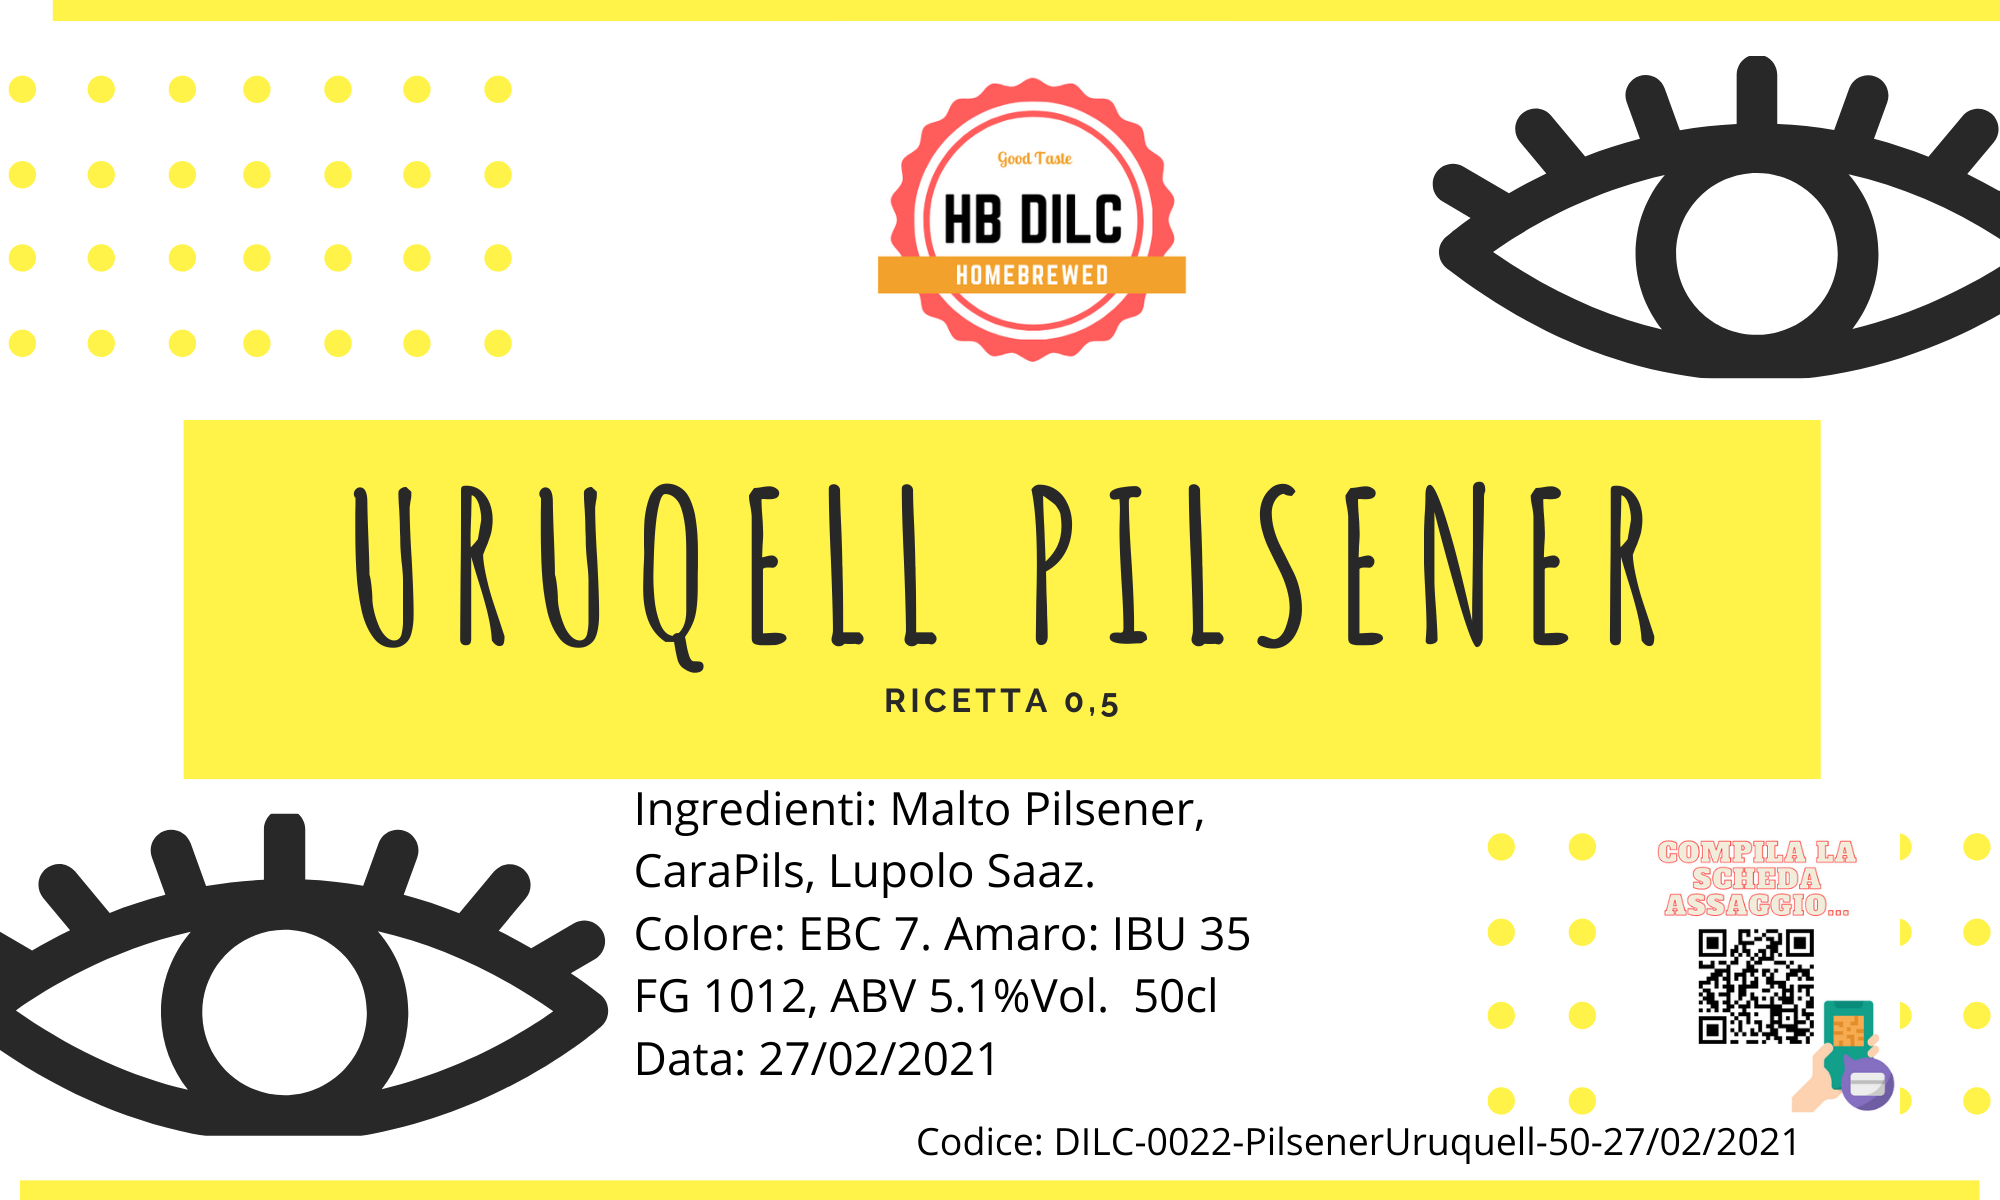 Good Taste
HB DILC
HOMEBREWED
URUQELL PILSENER
RICETTA 0,5
Ingredienti: Malto Pilsener,
CaraPils, Lupolo Saaz.
Colore: EBC 7. Amaro: IBU 35
FG 1012, ABV 5.1%Vol.  50cl
Data: 27/02/2021
COMPILA LA
SCHEDA
ASSAGGIO...
Codice: DILC-0022-PilsenerUruquell-50-27/02/2021